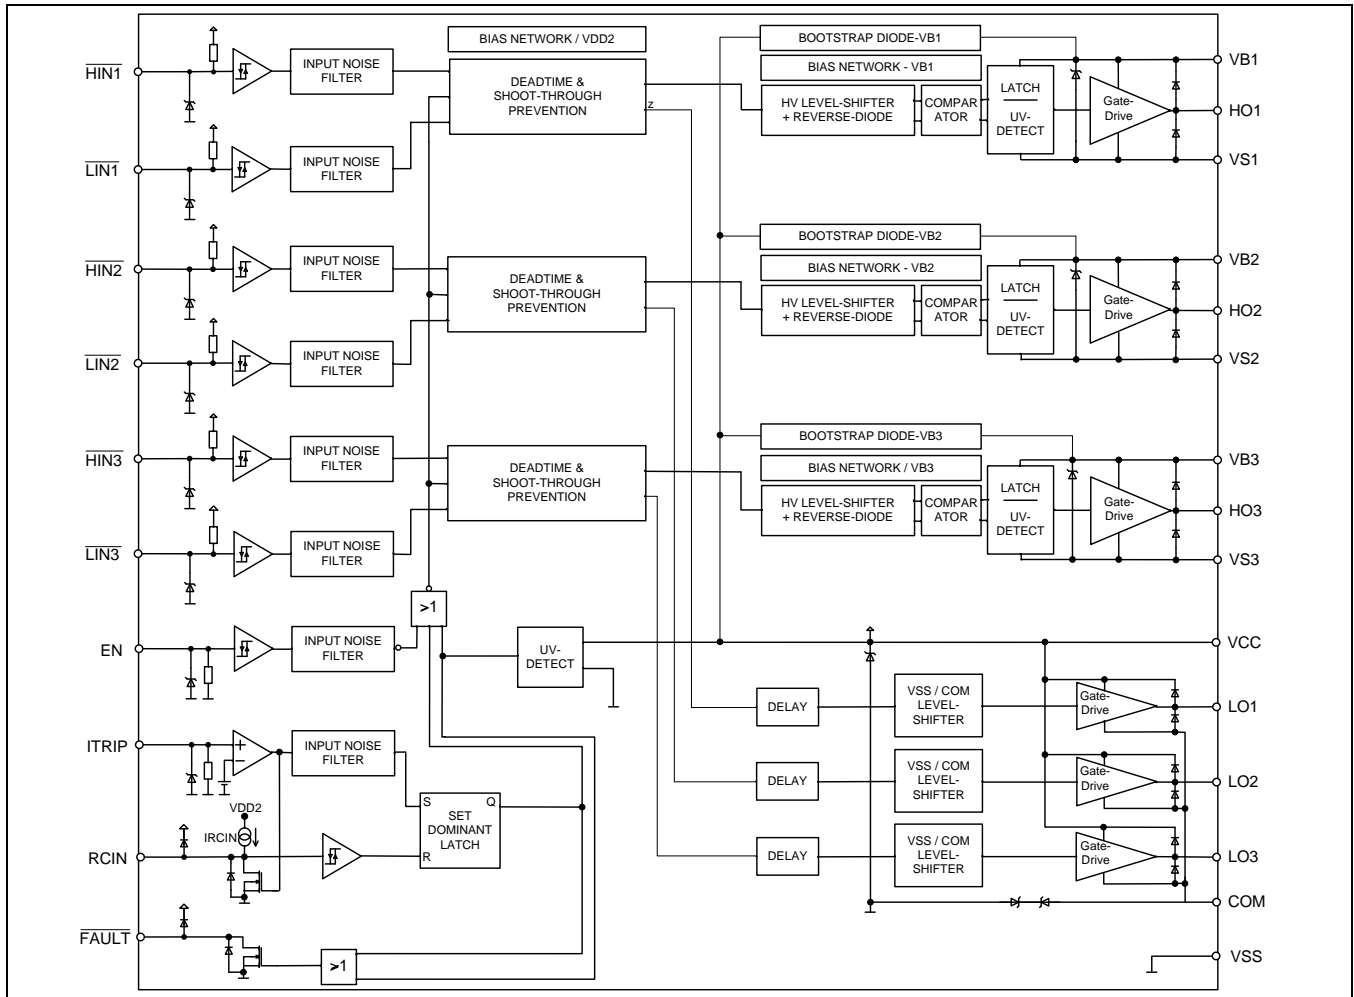 BIAS NETWORK / VDD2
BOOTSTRAP DIODE-VB1
VB1
HIN1
INPUT NOISE
FILTER
DEADTIME &
SHOOT-THROUGH
PREVENTION
Z
BIAS NETWORK - VB1
HV LEVEL-SHIFTER
+ REVERSE-DIODE
COMPAR
ATOR
LATCH
UV-
DETECT
Gate-
Drive
HO1
LIN1
INPUT NOISE
FILTER
VS1
HIN2
INPUT NOISE
FILTER
DEADTIME &
SHOOT-THROUGH
PREVENTION
BOOTSTRAP DIODE-VB2
BIAS NETWORK - VB2
HV LEVEL-SHIFTER
+ REVERSE-DIODE
COMPAR
ATOR
LATCH
UV-
DETECT
Gate-
Drive
VB2
HO2
LIN2
INPUT NOISE
FILTER
VS2
HIN3
INPUT NOISE
FILTER
DEADTIME &
SHOOT-THROUGH
PREVENTION
BOOTSTRAP DIODE-VB3
BIAS NETWORK / VB3
HV LEVEL-SHIFTER
+ REVERSE-DIODE
COMPAR
ATOR
LATCH
UV-
DETECT
Gate-
Drive
VB3
HO3
LIN3
INPUT NOISE
FILTER
VS3
>1
EN
INPUT NOISE
FILTER
UV-
DETECT
VCC
DELAY
VSS / COM
LEVEL-
SHIFTER
Gate-
Drive
LO1
ITRIP
+
−
INPUT NOISE
FILTER
DELAY
VSS / COM
LEVEL-
SHIFTER
Gate-
Drive
LO2
VDD2
IRCIN
S
Q
SET
DOMINANT
LATCH
R
RCIN
DELAY
VSS / COM
LEVEL-
SHIFTER
Gate-
Drive
LO3
COM
FAULT
>1
VSS